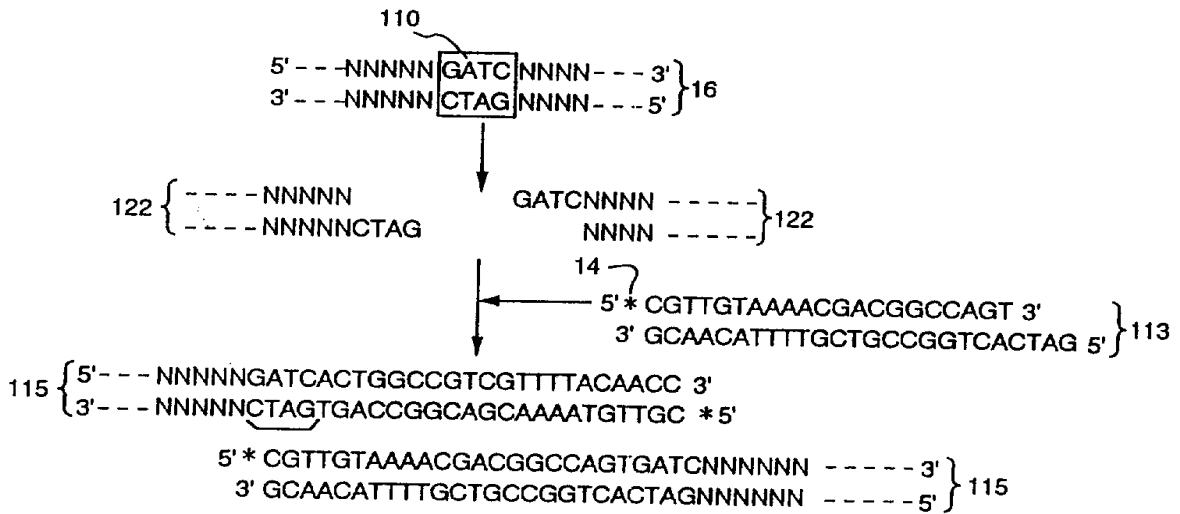 110
5'- - -NNNNN GATC NNNN- - - 3'
3'- - -NNNNN CTAG NNNN- - - 5'
16
122
- - - -NNNNN
- - - -NNNNNCTAG
GATCNNNN - - - - -
NNNN - - - - -
122
14
5' * CGTTGTAAAACGACGGCCAGT 3'
3' GCAACATTTTGCTGCCGGTCACTAG 5'
113
115
5'- - - NNNNNGATCACTGGCCGTCGTTTTACAACC 3'
3'- - - NNNNNCTAGTGACCGGCAGCAAAATGTTGC *5'
5'* CGTTGTAAAACGACGGCCAGTGATCNNNNNN - - - - - 3'
3' GCAACATTTTGCTGCCGGTCACTAGNNNNNN - - - - - 5'
115